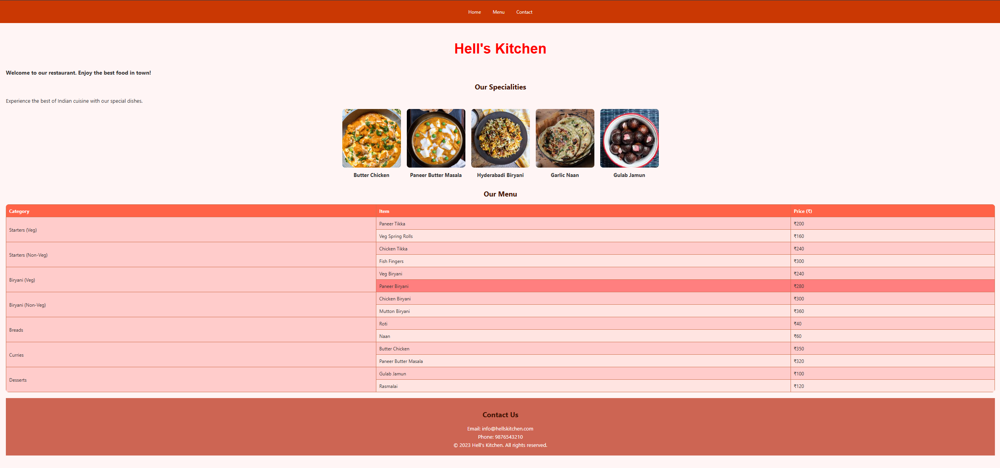 Home Menu Contact
Hell's Kitchen
Welcome to our restaurant. Enjoy the best food in town!
Our Specialities
Experience the best of Indian cuisine with our special dishes.
Butter Chicken Paneer Butter Masala Hyderabadi Biryani Garlic Naan Gulab Jamun
Our Menu
Category Item Price (₹)
Starters (Veg) Paneer Tikka ₹200
Veg Spring Rolls ₹160
Starters (Non-Veg) Chicken Tikka ₹240
Fish Fingers ₹300
Biryani (Veg) Veg Biryani ₹240
Paneer Biryani ₹280
Biryani (Non-Veg) Chicken Biryani ₹300
Mutton Biryani ₹360
Breads Roti ₹40
Naan ₹60
Curries Butter Chicken ₹350
Paneer Butter Masala ₹320
Desserts Gulab Jamun ₹100
Rasmalai ₹120
Contact Us
Email: info@hellskitchen.com
Phone: 9876543210
© 2023 Hell's Kitchen. All rights reserved.